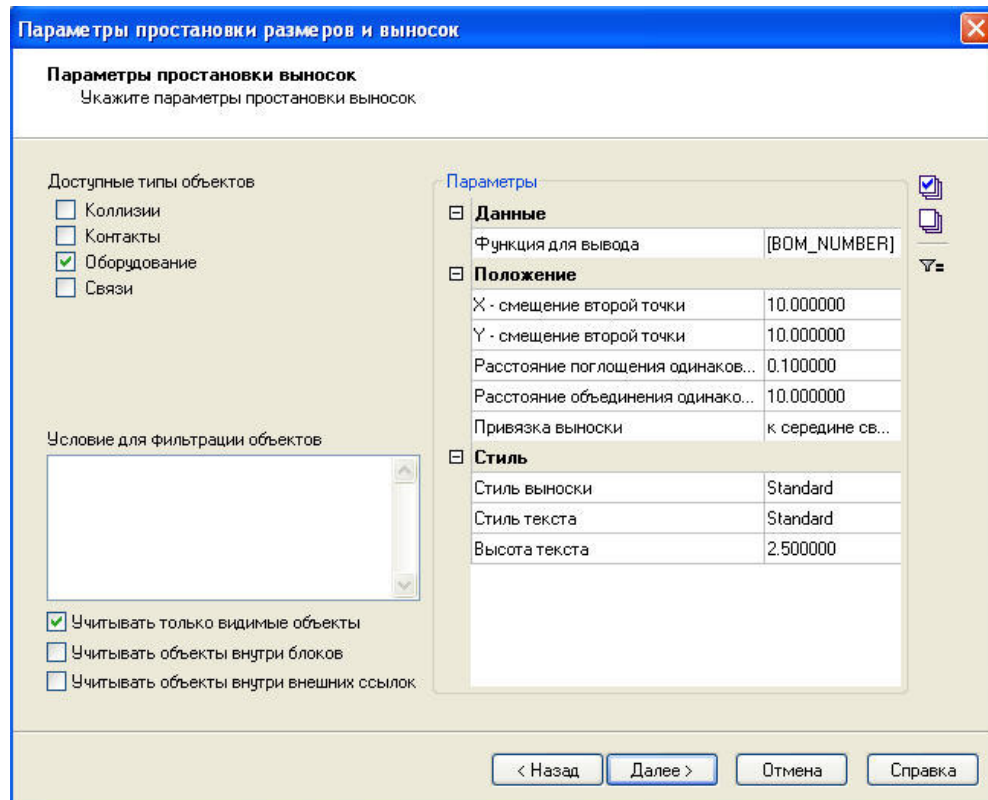 Параметры простановки размеров и выносок
Параметры простановки выносок
Укажите параметры простановки выносок
Доступные типы объектов
Коллизии
Контакты
Оборудование
Связи
Условие для фильтрации объектов
Учитывать только видимые объекты
Учитывать объекты внутри блоков
Учитывать объекты внутри внешних ссылок
Параметры
Данные
Функция для вывода [BOM_NUMBER]
Положение
X - смещение второй точки 10.000000
Y - смещение второй точки 10.000000
Расстояние поглощения одинаков... 0.100000
Расстояние объединения одинако... 10.000000
Привязка выноски к середине св...
Стиль
Стиль выноски Standard
Стиль текста Standard
Высота текста 2.500000
< Назад Далее > Отмена Справка